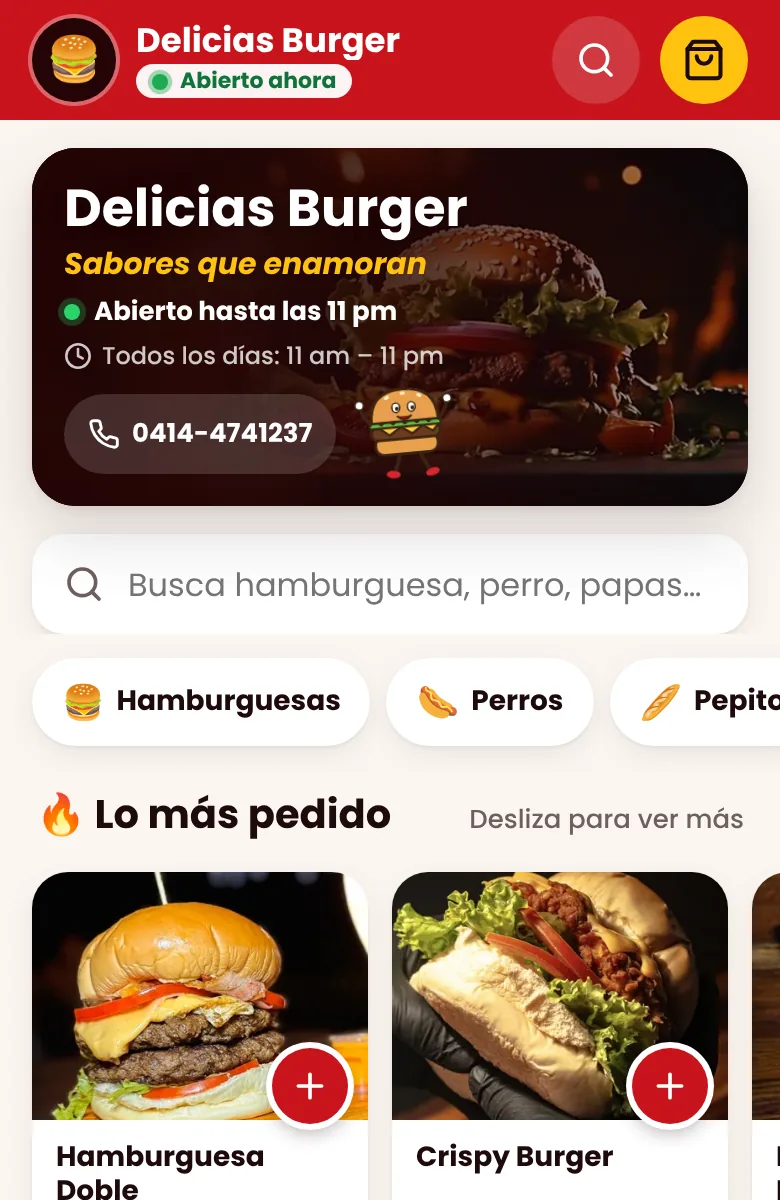 Delicias Burger
Abierto ahora
Delicias Burger
Sabores que enamoran
Abierto hasta las 11 pm
Todos los días: 11 am – 11 pm
0414-4741237
Busca hamburguesa, perro, papas...
Hamburguesas
Perros
Pepito
🔥 Lo más pedido
Desliza para ver más
Hamburguesa
Doble
Crispy Burger